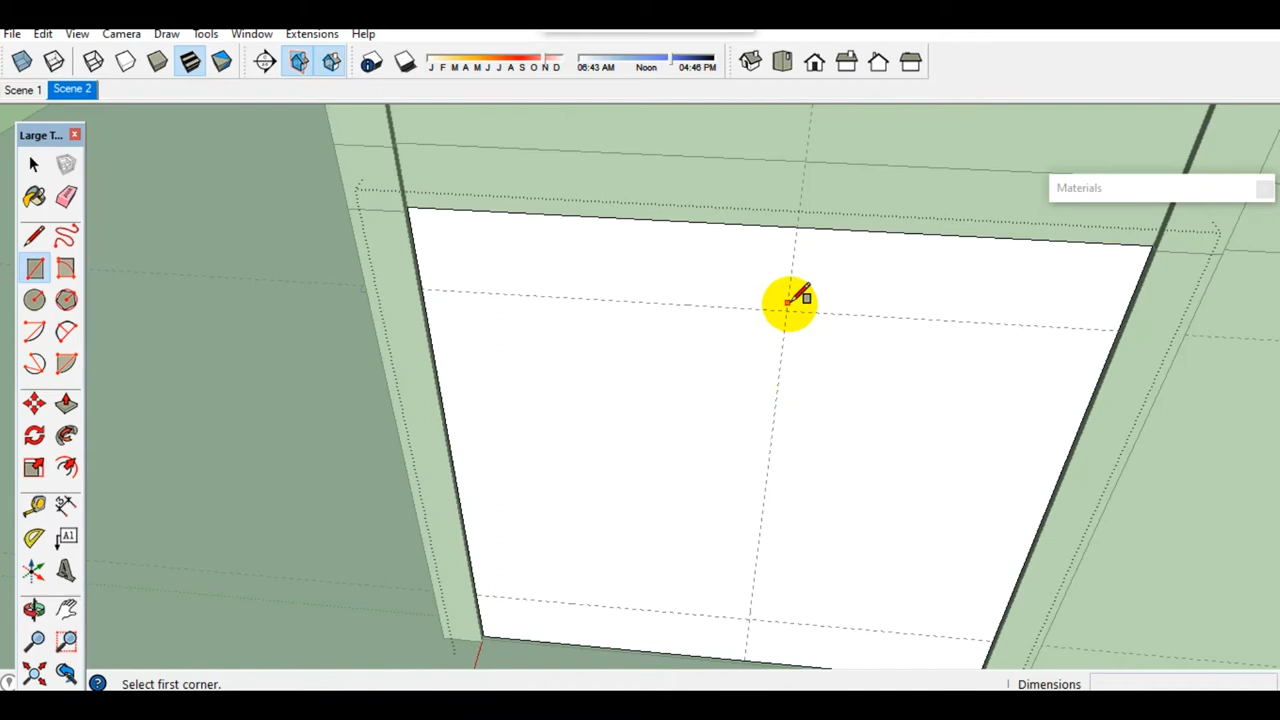 File Edit View Camera Draw Tools Window Extensions Help
J F M A M J J A S O N D
06:43 AM Noon 04:46 PM
Scene 1 Scene 2
Large T...
Materials
A1
Select first corner.
Dimensions